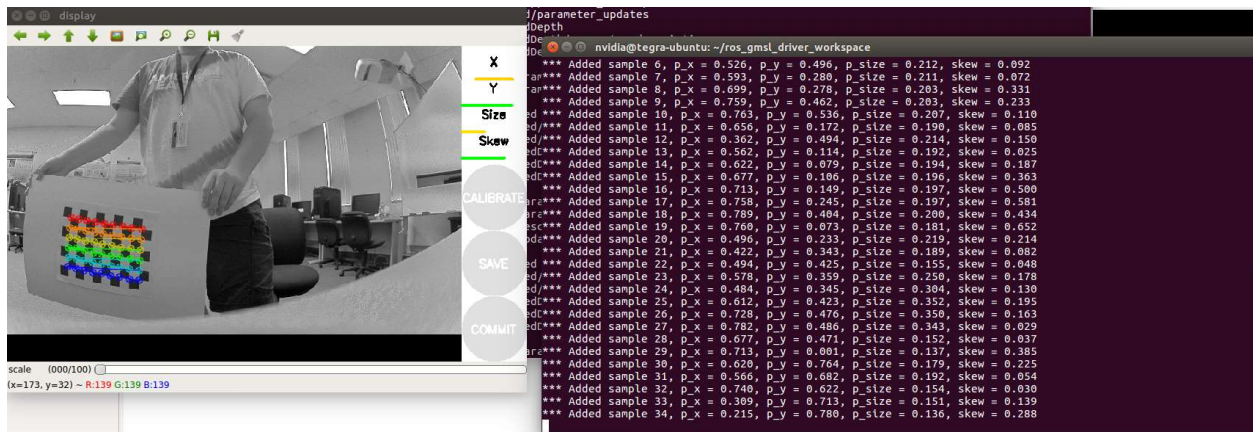 display
X
Y
Size
Skew
CALIBRATE
SAVE
COMMIT
scale (000/100)
(x=173, y=32) ~ R:139 G:139 B:139
d/parameter_updates
dDepth
nvidia@tegra-ubuntu: ~/ros_gmsl_driver_workspace
*** Added sample 6, p_x = 0.526, p_y = 0.496, p_size = 0.212, skew = 0.092
*** Added sample 7, p_x = 0.593, p_y = 0.280, p_size = 0.211, skew = 0.072
*** Added sample 8, p_x = 0.699, p_y = 0.278, p_size = 0.203, skew = 0.331
*** Added sample 9, p_x = 0.759, p_y = 0.462, p_size = 0.203, skew = 0.233
*** Added sample 10, p_x = 0.763, p_y = 0.536, p_size = 0.207, skew = 0.110
*** Added sample 11, p_x = 0.656, p_y = 0.172, p_size = 0.190, skew = 0.085
*** Added sample 12, p_x = 0.362, p_y = 0.494, p_size = 0.214, skew = 0.150
*** Added sample 13, p_x = 0.562, p_y = 0.114, p_size = 0.192, skew = 0.025
*** Added sample 14, p_x = 0.622, p_y = 0.079, p_size = 0.194, skew = 0.187
*** Added sample 15, p_x = 0.677, p_y = 0.106, p_size = 0.196, skew = 0.363
*** Added sample 16, p_x = 0.713, p_y = 0.149, p_size = 0.197, skew = 0.500
*** Added sample 17, p_x = 0.758, p_y = 0.245, p_size = 0.197, skew = 0.581
*** Added sample 18, p_x = 0.789, p_y = 0.404, p_size = 0.200, skew = 0.434
*** Added sample 19, p_x = 0.760, p_y = 0.073, p_size = 0.181, skew = 0.652
*** Added sample 20, p_x = 0.496, p_y = 0.233, p_size = 0.219, skew = 0.214
*** Added sample 21, p_x = 0.422, p_y = 0.343, p_size = 0.189, skew = 0.082
*** Added sample 22, p_x = 0.494, p_y = 0.425, p_size = 0.155, skew = 0.048
*** Added sample 23, p_x = 0.578, p_y = 0.359, p_size = 0.250, skew = 0.178
*** Added sample 24, p_x = 0.484, p_y = 0.345, p_size = 0.304, skew = 0.130
*** Added sample 25, p_x = 0.612, p_y = 0.423, p_size = 0.352, skew = 0.195
*** Added sample 26, p_x = 0.728, p_y = 0.476, p_size = 0.350, skew = 0.163
*** Added sample 27, p_x = 0.782, p_y = 0.486, p_size = 0.343, skew = 0.029
*** Added sample 28, p_x = 0.677, p_y = 0.471, p_size = 0.152, skew = 0.037
*** Added sample 29, p_x = 0.713, p_y = 0.001, p_size = 0.137, skew = 0.385
*** Added sample 30, p_x = 0.620, p_y = 0.764, p_size = 0.179, skew = 0.225
*** Added sample 31, p_x = 0.566, p_y = 0.682, p_size = 0.192, skew = 0.054
*** Added sample 32, p_x = 0.740, p_y = 0.622, p_size = 0.154, skew = 0.030
*** Added sample 33, p_x = 0.309, p_y = 0.713, p_size = 0.151, skew = 0.139
*** Added sample 34, p_x = 0.215, p_y = 0.780, p_size = 0.136, skew = 0.288